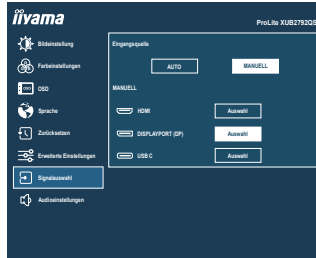 iiyama
ProLite XUB2792QS
Bildeinstellung
Farbeinstellungen
OSD
OSD
Sprache
Zurücksetzen
Erweiterte Einstellungen
Signalauswahl
Audioeinstellungen
Eingangsquelle
AUTO MANUELL
MANUELL
HDMI Auswahl
DISPLAYPORT (DP) Auswahl
USB C Auswahl